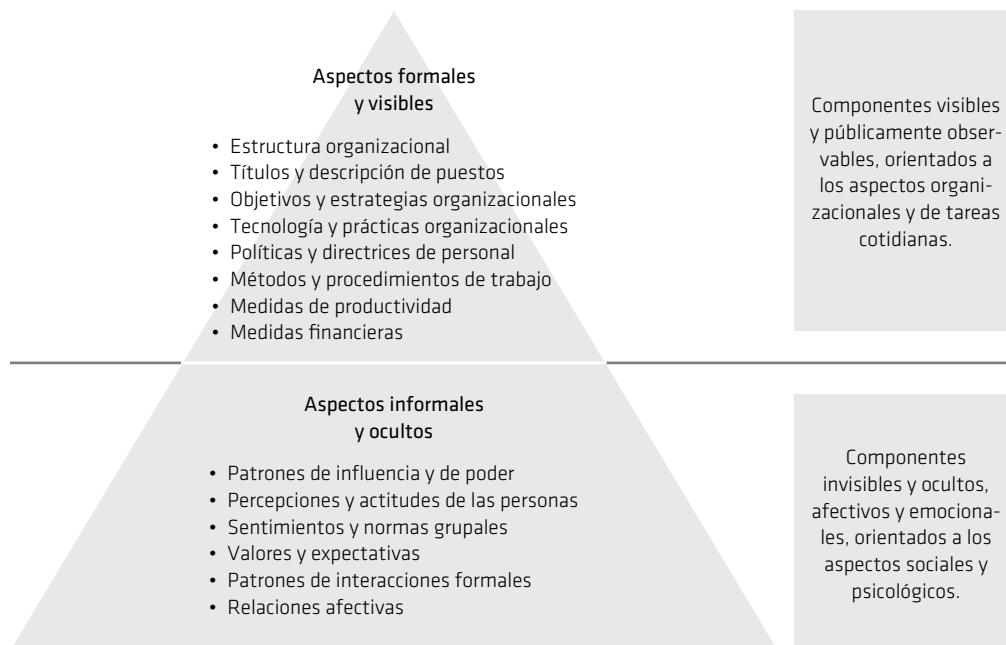 Aspectos formales
y visibles
• Estructura organizacional
• Títulos y descripción de puestos
• Objetivos y estrategias organizacionales
• Tecnología y prácticas organizacionales
• Políticas y directrices de personal
• Métodos y procedimientos de trabajo
• Medidas de productividad
• Medidas financieras
Componentes visibles
y públicamente obser-
vables, orientados a
los aspectos organi-
zacionales y de tareas
cotidianas.
Aspectos informales
y ocultos
• Patrones de influencia y de poder
• Percepciones y actitudes de las personas
• Sentimientos y normas grupales
• Valores y expectativas
• Patrones de interacciones formales
• Relaciones afectivas
Componentes
invisibles y ocultos,
afectivos y emociona-
les, orientados a los
aspectos sociales y
psicológicos.